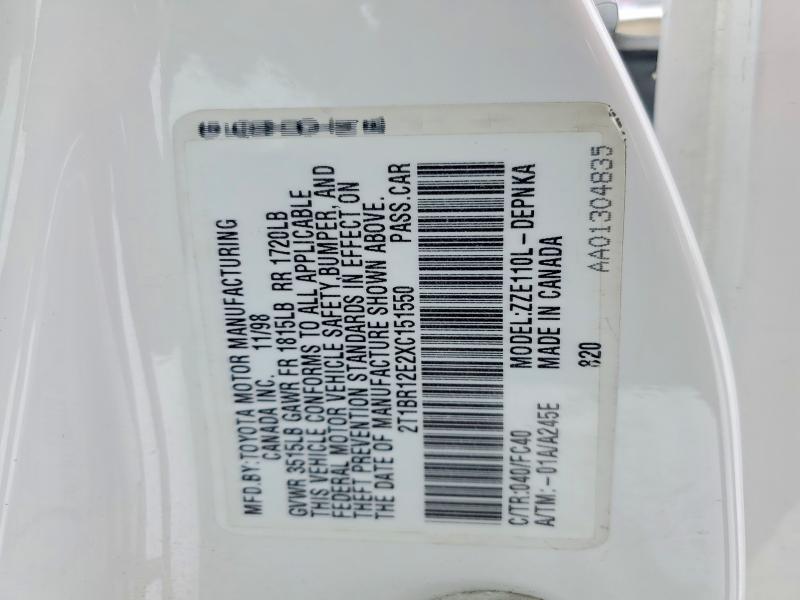 MFD.BY:TOYOTA MOTOR MANUFACTURING
CANADA INC. 11/98
GVWR 3515LB GAWR FR 1815LB RR 1720LB
THIS VEHICLE CONFORMS TO ALL APPLICABLE
FEDERAL MOTOR VEHICLE SAFETY,BUMPER, AND
THEFT PREVENTION STANDARDS IN EFFECT ON
THE DATE OF MANUFACTURE SHOWN ABOVE.
2T1BR12E2XC151550 PASS.CAR
C/TR:040/FC40 MODEL:ZZE110L-DEPNKA
A/TM:-01A/A245E MADE IN CANADA
820
AA01304835